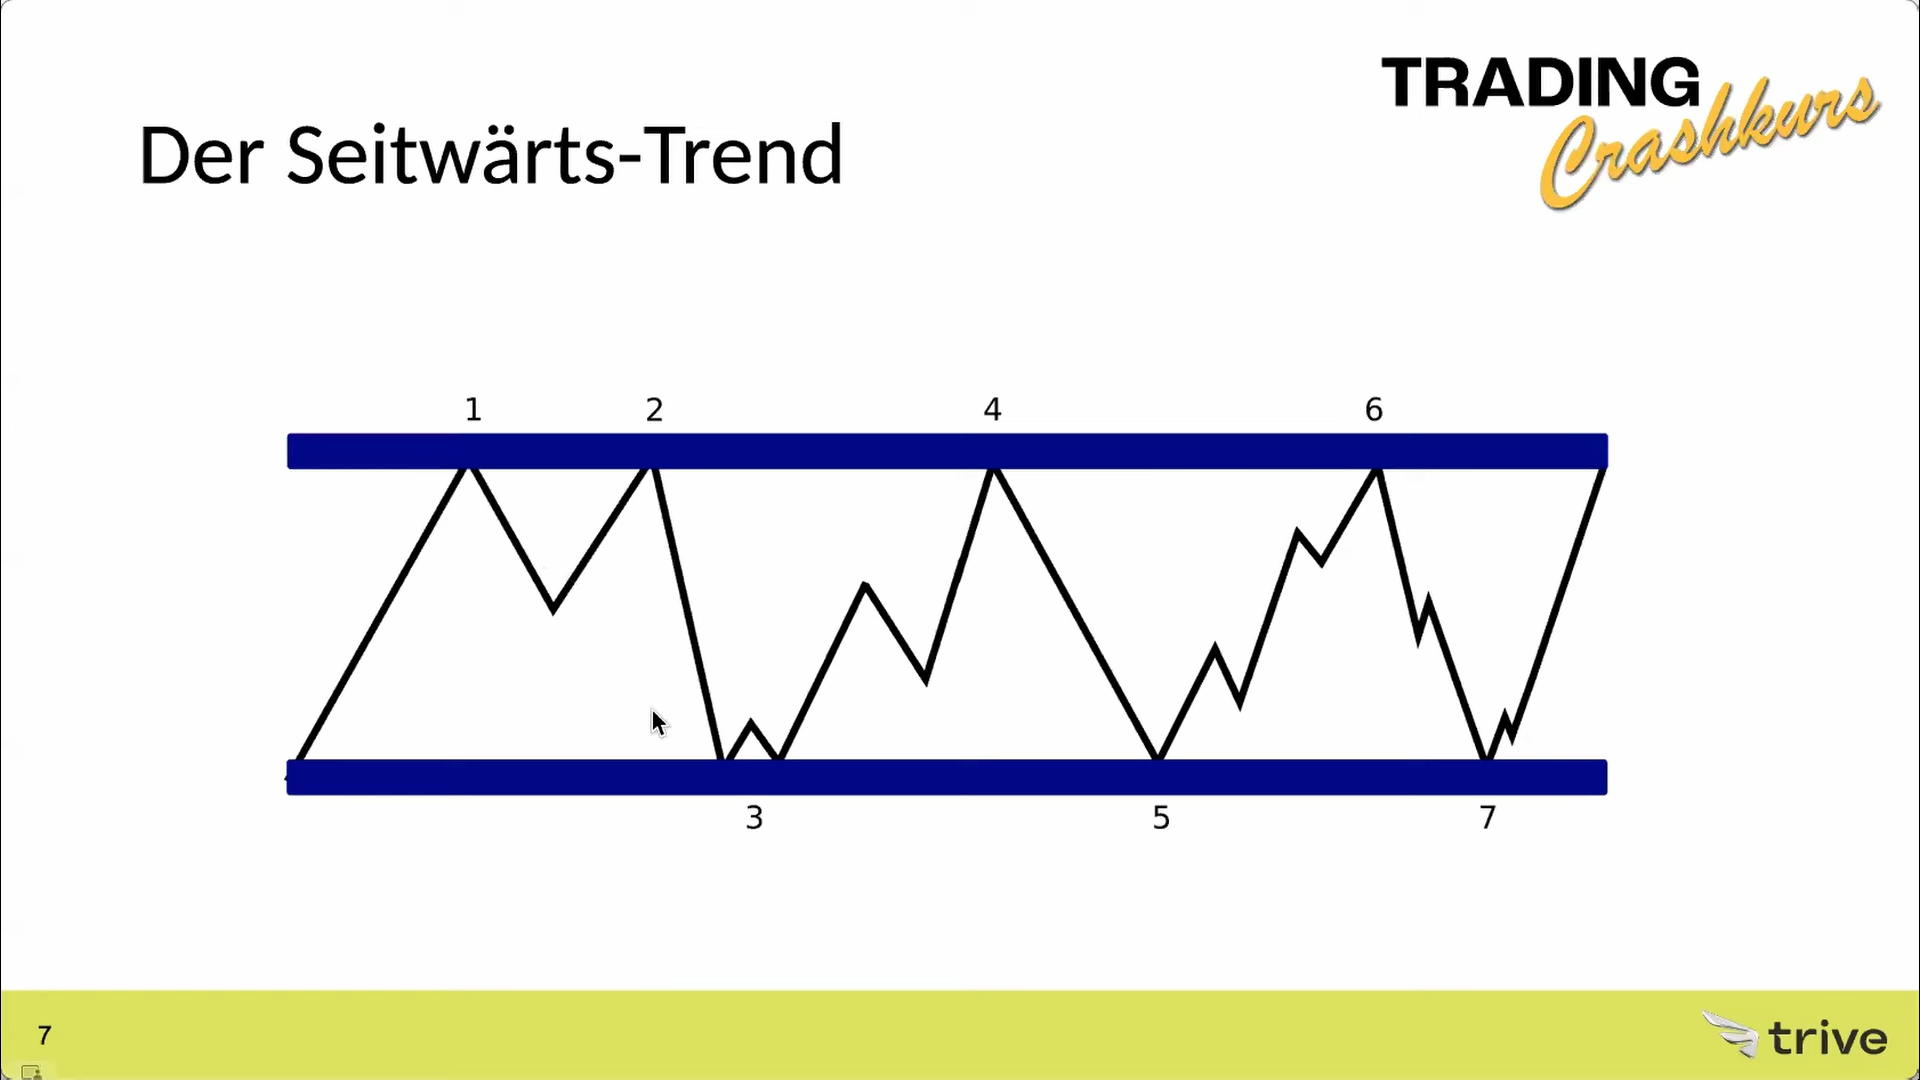 TRADING
Crashkurs
Der Seitwärts-Trend
1 2 4 6
3 5 7
7
trive